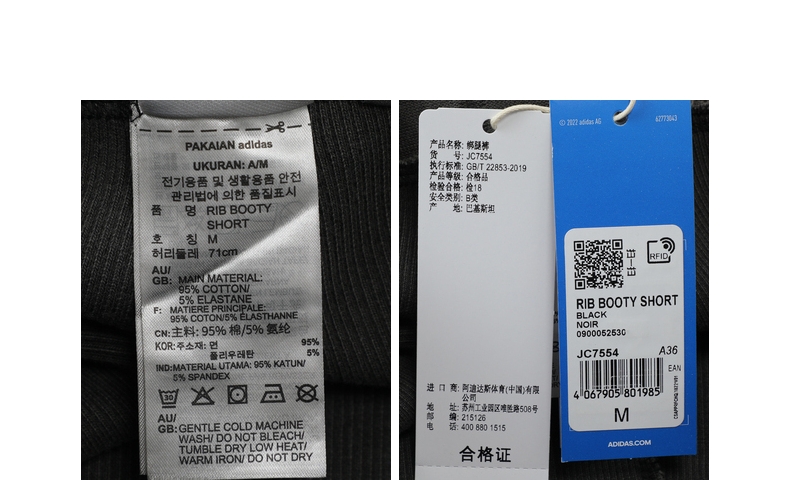 PAKAIAN adidas
UKURAN: A/M
전기용품 및 생활용품 안전
관리법에 의한 품질표시
품 명 RIB BOOTY
SHORT
호 칭 M
허리둘레 71cm
AU/
GB: MAIN MATERIAL:
95% COTTON/
5% ELASTANE
F: MATIERE PRINCIPALE:
95% COTON/5% ELASTHANNE
CN: 主料: 95% 棉/5% 氨纶
KOR: 주소재: 면 95%
폴리우레탄 5%
IND: MATERIAL UTAMA: 95% KATUN/
5% SPANDEX
30
AU/
GB: GENTLE COLD MACHINE
WASH/ DO NOT BLEACH/
TUMBLE DRY LOW HEAT/
WARM IRON/ DO NOT DRY
产品名称: 梆腿裤
货 号: JC7554
执行标准: GB/T 22853-2019
产品等级: 合格品
检验合格: 检18
安全类别: B类
产 地: 巴基斯坦
进 口 商: 阿迪达斯体育(中国)有限
公司
地 址: 苏州工业园区苏虹中路508号
邮 编: 215126
电 话: 400 880 1515
合格证
© 2022 adidas AG
62773043
RFID
RIB BOOTY SHORT
BLACK
NOIR
0900052530
JC7554 A36
EAN
4 067905 801985
M
ADIDAS.COM